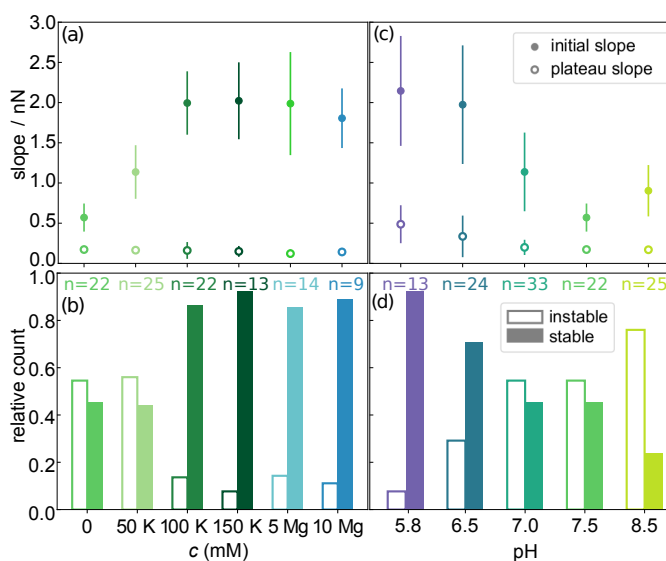 (a)
3.0
2.5
2.0
1.5
1.0
0.5
0.0
slope / nN
(c)
initial slope
plateau slope
n=22 n=25 n=22 n=13 n=14 n=9
(b)
1.0
0.8
0.6
0.4
0.2
0.0
relative count
0 50 K 100 K 150 K 5 Mg 10 Mg
c (mM)
n=13 n=24 n=33 n=22 n=25
(d)
instable
stable
5.8 6.5 7.0 7.5 8.5
pH